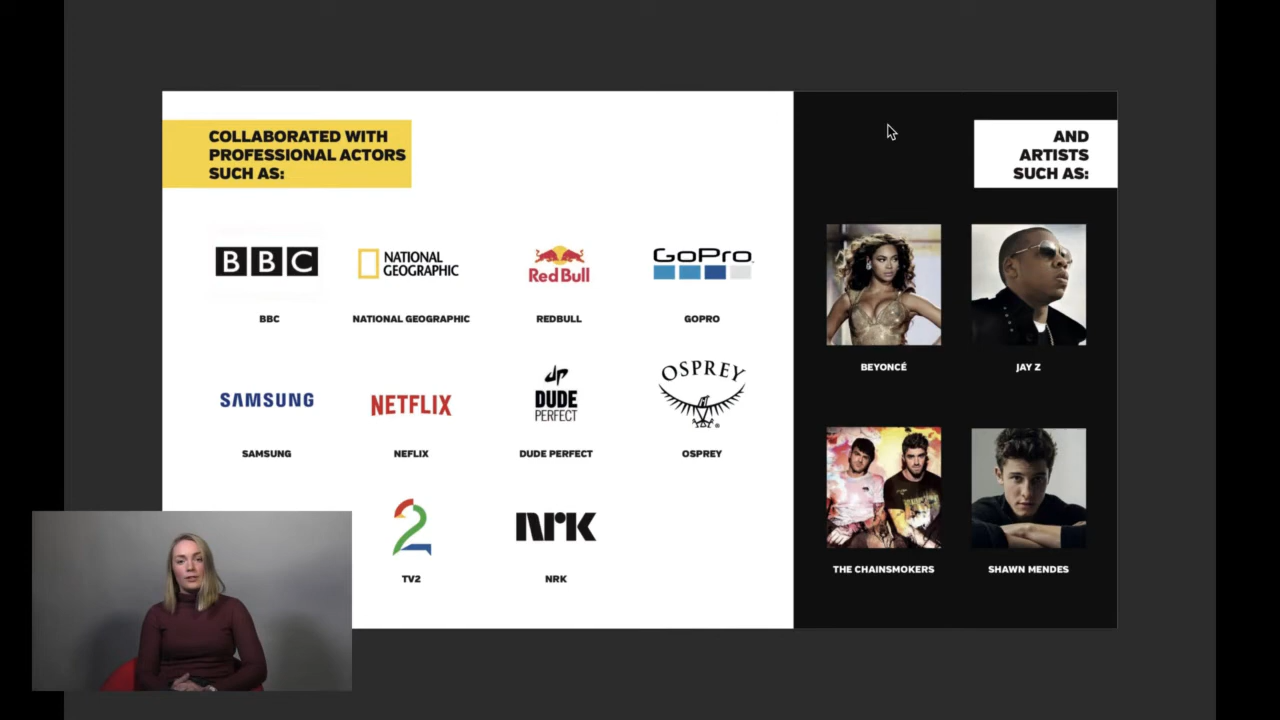 COLLABORATED WITH
PROFESSIONAL ACTORS
SUCH AS:
BBC
NATIONAL
GEOGRAPHIC
Red Bull
GoPro
BBC
NATIONAL GEOGRAPHIC
REDBULL
GOPRO
SAMSUNG
NETFLIX
dp
DUDE
PERFECT
OSPREY
SAMSUNG
NEFLIX
DUDE PERFECT
OSPREY
2
nrk
TV2
NRK
AND
ARTISTS
SUCH AS:
BEYONCÉ
JAY Z
THE CHAINSMOKERS
SHAWN MENDES